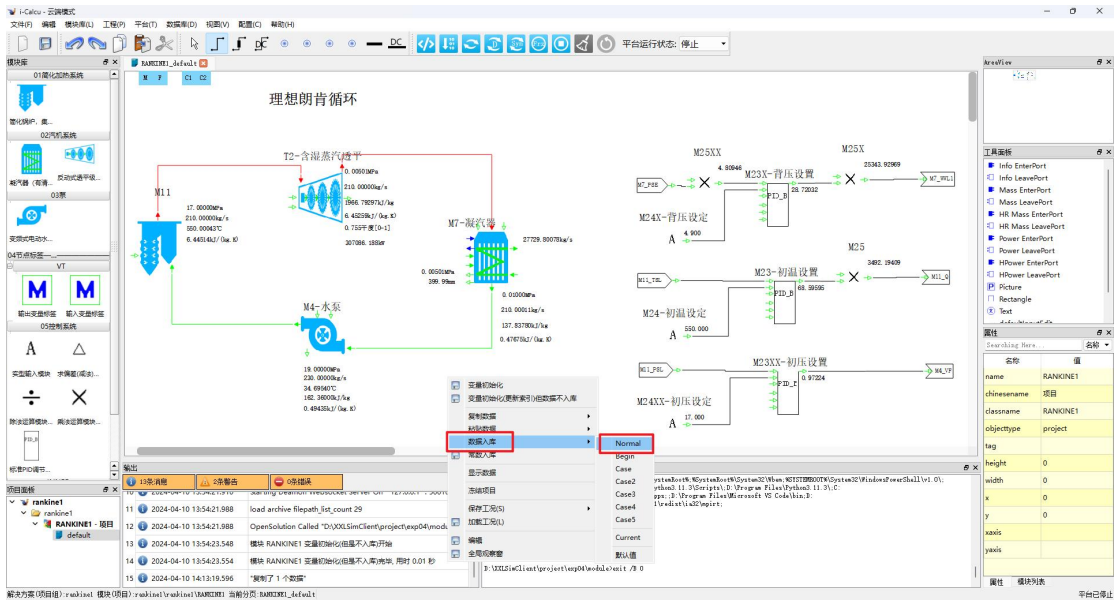 i-Calcu - 云端模式
文件(F) 编辑 模块库(L) 工程(P) 平台(T) 数据库(D) 视图(V) 配置(C) 帮助(H)
DC 平台运行状态: 停止
模块库
01简化加热系统
简化锅炉、集...
02汽机系统
凝汽器（有清...
反动式透平级...
03泵
变频式电动水...
04节点标签
VT
M M
输出变量标签 输入变量标签
05控制系统
A
实型输入模块 求偏差(减法)...
除法运算模块... 乘法运算模块...
PID_B
标准PID调节...
项目面板
rankine1
rankine1
RANKINE1 - 项目
default
RANKINE1_default
M P C1 C2
理想朗肯循环
T2-含湿蒸汽透平
0.00501MPa
210.00000kg/s
1966.79297kJ/kg
6.45259kJ/(kg.K)
0.755干度[0-1]
207086.188kW
M11
17.00000MPa
210.00000kg/s
550.00043℃
6.44514kJ/(kg.K)
M7-凝汽器
27729.80078kg/s
0.00501MPa
399.99mm
0.01000MPa
210.00011kg/s
137.83780kJ/kg
0.47675kJ/(kg.K)
M4-水泵
19.00000MPa
230.00000kg/s
34.69540℃
162.36000kJ/kg
0.49435kJ/(kg.K)
M25XX
4.80946
M7_PSE
M23X-背压设置
PID_B
28.72032
M25X
25343.92969
M7_WVL1
M24X-背压设定
A
4.900
M25
3492.19409
M11_TSL
M23-初温设置
PID_B
68.59595
M11_Q
M24-初温设定
A
550.000
M23XX-初压设置
M11_PSL
PID_E
0.97224
M4_VF
M24XX-初压设定
A
17.000
变量初始化
变量初始化(更新索引)但数据不入库
复制数据
粘贴数据
数据入库
常数入库
显示数据
冻结项目
保存工况(S)
加载工况(L)
编辑
全局观察窗
Normal
Begin
Case
Case2
Case3
Case4
Case5
Current
默认值
输出
13条消息 2条警告 0条错误
11 2024-04-10 13:54:21.988 load archive filepath_list_count 29
12 2024-04-10 13:54:21.988 OpenSolution Called "D:\XXLSimClient\project\exp04\modu
13 2024-04-10 13:54:23.548 模块 RANKINE1 变量初始化(但是不入库)开始
14 2024-04-10 13:54:23.554 模块 RANKINE1 变量初始化(但是不入库)完毕, 用时 0.01 秒
15 2024-04-10 14:13:19.596 "复制了 1 个数据"
D:\XXLSimClient\project\exp04\module>exit /B 0
AreaView
工具面板
Info EnterPort
Info LeavePort
Mass EnterPort
Mass LeavePort
HR Mass EnterPort
HR Mass LeavePort
Power EnterPort
Power LeavePort
HPower EnterPort
HPower LeavePort
Picture
Rectangle
Text
属性
Searching Here... 名称
名称 值
name RANKINE1
chinesename 项目
classname RANKINE1
objecttype project
tag
height 0
width 0
x 0
y 0
xaxis
yaxis
属性 模块列表
解决方案(项目组):rankine1 模块(项目):rankine1\rankine1\RANKINE1 当前分页:RANKINE1_default
平台已停止